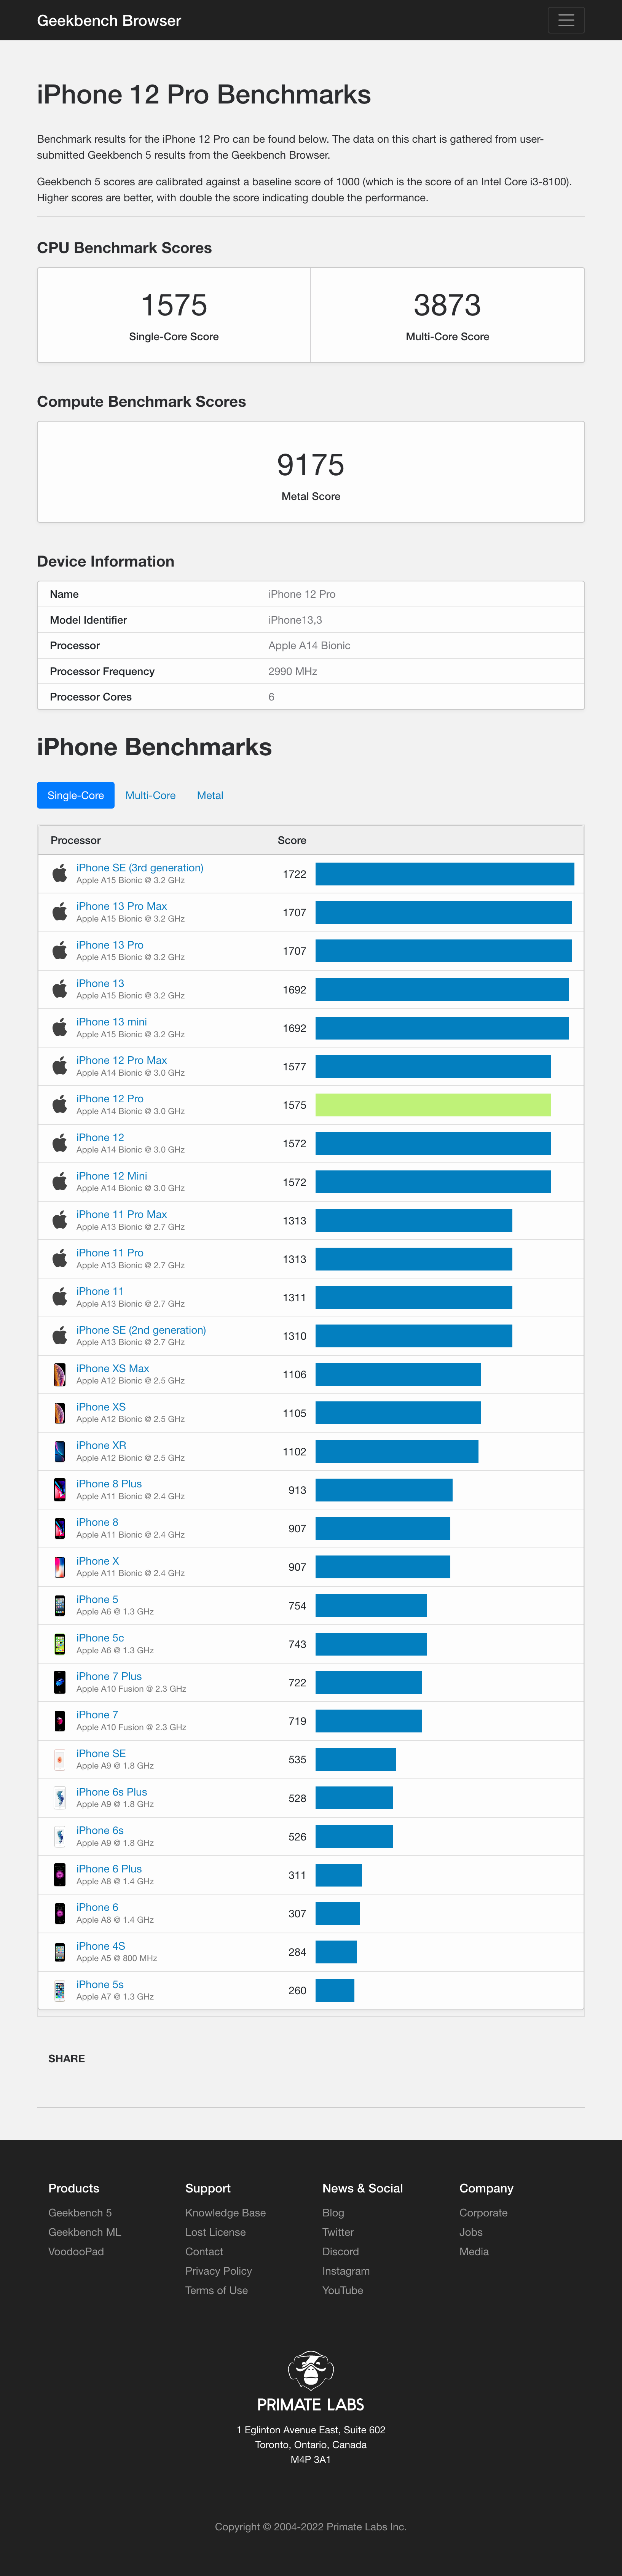 Geekbench Browser
iPhone 12 Pro Benchmarks
Benchmark results for the iPhone 12 Pro can be found below. The data on this chart is gathered from user-
submitted Geekbench 5 results from the Geekbench Browser.
Geekbench 5 scores are calibrated against a baseline score of 1000 (which is the score of an Intel Core i3-8100).
Higher scores are better, with double the score indicating double the performance.
CPU Benchmark Scores
1575 3873
Single-Core Score Multi-Core Score
Compute Benchmark Scores
9175
Metal Score
Device Information
Name iPhone 12 Pro
Model Identifier iPhone13,3
Processor Apple A14 Bionic
Processor Frequency 2990 MHz
Processor Cores 6
iPhone Benchmarks
Single-Core Multi-Core Metal
Processor Score
iPhone SE (3rd generation) 1722
Apple A15 Bionic @ 3.2 GHz
iPhone 13 Pro Max 1707
Apple A15 Bionic @ 3.2 GHz
iPhone 13 Pro 1707
Apple A15 Bionic @ 3.2 GHz
iPhone 13 1692
Apple A15 Bionic @ 3.2 GHz
iPhone 13 mini 1692
Apple A15 Bionic @ 3.2 GHz
iPhone 12 Pro Max 1577
Apple A14 Bionic @ 3.0 GHz
iPhone 12 Pro 1575
Apple A14 Bionic @ 3.0 GHz
iPhone 12 1572
Apple A14 Bionic @ 3.0 GHz
iPhone 12 Mini 1572
Apple A14 Bionic @ 3.0 GHz
iPhone 11 Pro Max 1313
Apple A13 Bionic @ 2.7 GHz
iPhone 11 Pro 1313
Apple A13 Bionic @ 2.7 GHz
iPhone 11 1311
Apple A13 Bionic @ 2.7 GHz
iPhone SE (2nd generation) 1310
Apple A13 Bionic @ 2.7 GHz
iPhone XS Max 1106
Apple A12 Bionic @ 2.5 GHz
iPhone XS 1105
Apple A12 Bionic @ 2.5 GHz
iPhone XR 1102
Apple A12 Bionic @ 2.5 GHz
iPhone 8 Plus 913
Apple A11 Bionic @ 2.4 GHz
iPhone 8 907
Apple A11 Bionic @ 2.4 GHz
iPhone X 907
Apple A11 Bionic @ 2.4 GHz
iPhone 5 754
Apple A6 @ 1.3 GHz
iPhone 5c 743
Apple A6 @ 1.3 GHz
iPhone 7 Plus 722
Apple A10 Fusion @ 2.3 GHz
iPhone 7 719
Apple A10 Fusion @ 2.3 GHz
iPhone SE 535
Apple A9 @ 1.8 GHz
iPhone 6s Plus 528
Apple A9 @ 1.8 GHz
iPhone 6s 526
Apple A9 @ 1.8 GHz
iPhone 6 Plus 311
Apple A8 @ 1.4 GHz
iPhone 6 307
Apple A8 @ 1.4 GHz
iPhone 4S 284
Apple A5 @ 800 MHz
iPhone 5s 260
Apple A7 @ 1.3 GHz
SHARE
Products Support News & Social Company
Geekbench 5 Knowledge Base Blog Corporate
Geekbench ML Lost License Twitter Jobs
VoodooPad Contact Discord Media
Privacy Policy Instagram
Terms of Use YouTube
PRIMATE LABS
1 Eglinton Avenue East, Suite 602
Toronto, Ontario, Canada
M4P 3A1
Copyright © 2004-2022 Primate Labs Inc.